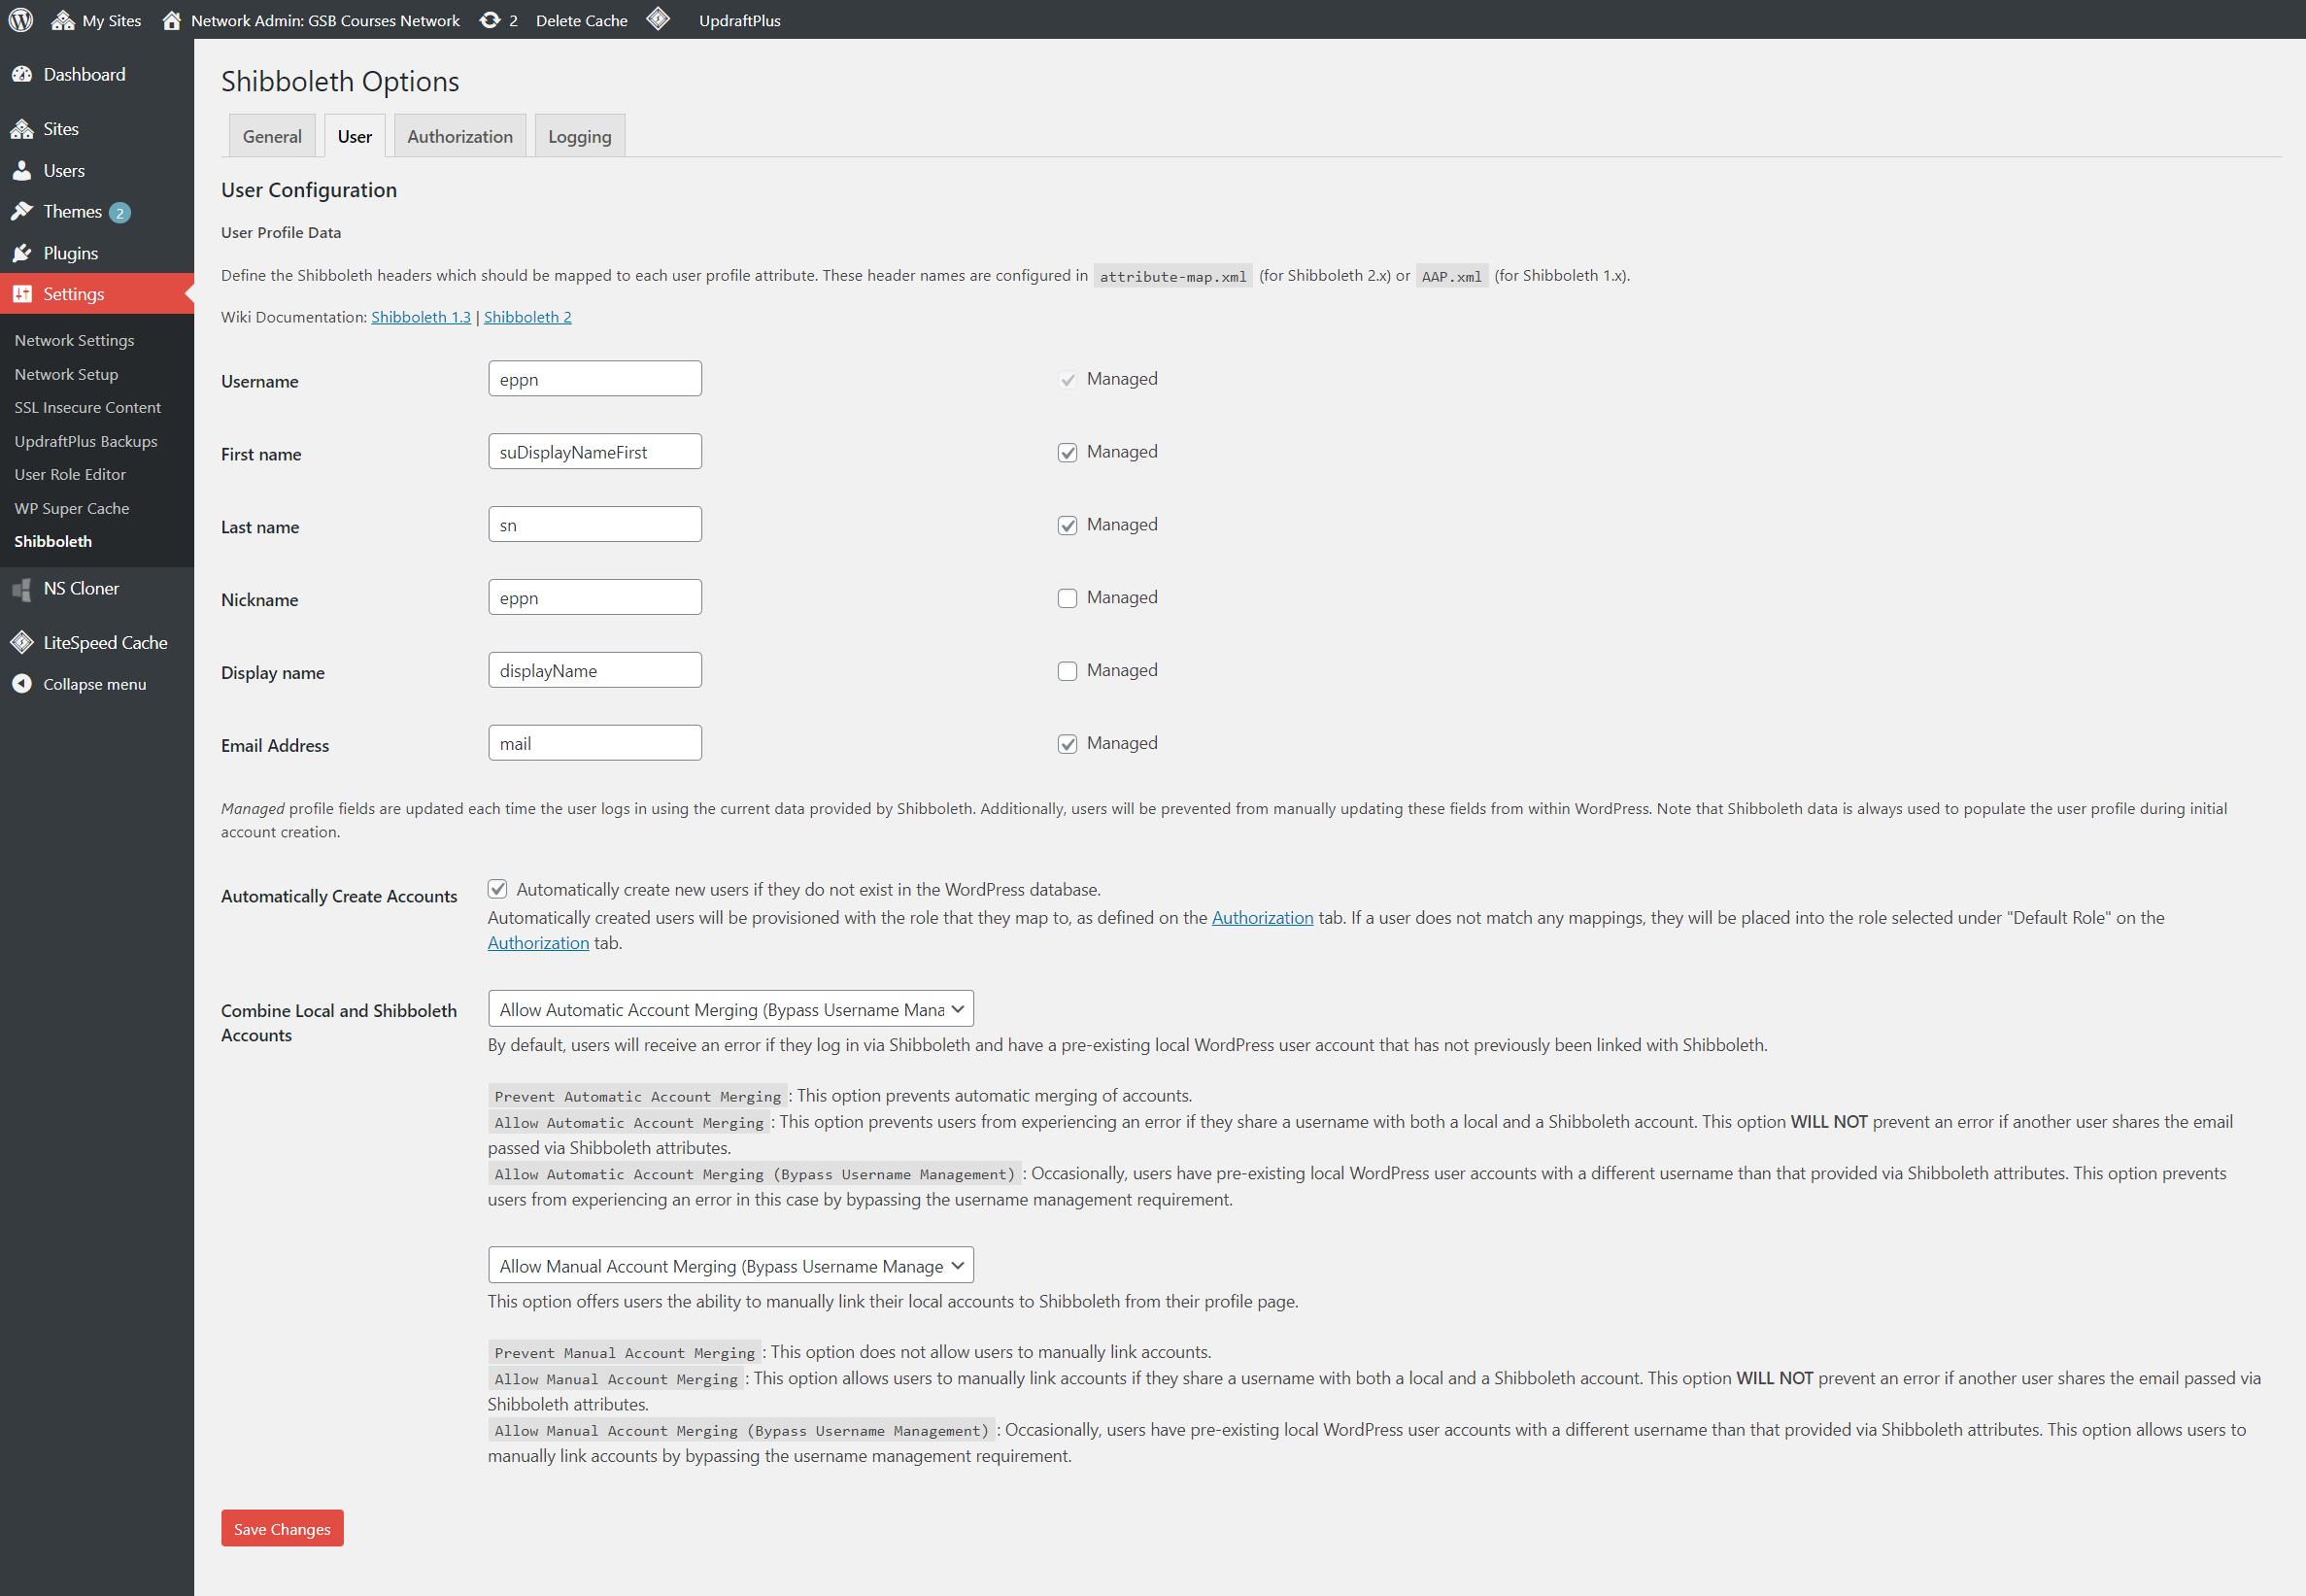 My Sites Network Admin: GSB Courses Network 2 Delete Cache UpdraftPlus
Dashboard
Sites
Users
Themes 2
Plugins
Settings
Network Settings
Network Setup
SSL Insecure Content
UpdraftPlus Backups
User Role Editor
WP Super Cache
Shibboleth
NS Cloner
LiteSpeed Cache
Collapse menu
Shibboleth Options
General User Authorization Logging
User Configuration
User Profile Data
Define the Shibboleth headers which should be mapped to each user profile attribute. These header names are configured in attribute-map.xml (for Shibboleth 2.x) or AAP.xml (for Shibboleth 1.x).
Wiki Documentation: Shibboleth 1.3 | Shibboleth 2
Username eppn Managed
First name suDisplayNameFirst Managed
Last name sn Managed
Nickname eppn Managed
Display name displayName Managed
Email Address mail Managed
Managed profile fields are updated each time the user logs in using the current data provided by Shibboleth. Additionally, users will be prevented from manually updating these fields from within WordPress. Note that Shibboleth data is always used to populate the user profile during initial
account creation.
Automatically Create Accounts Automatically create new users if they do not exist in the WordPress database.
Automatically created users will be provisioned with the role that they map to, as defined on the Authorization tab. If a user does not match any mappings, they will be placed into the role selected under "Default Role" on the
Authorization tab.
Combine Local and Shibboleth
Accounts
Allow Automatic Account Merging (Bypass Username Mana
By default, users will receive an error if they log in via Shibboleth and have a pre-existing local WordPress user account that has not previously been linked with Shibboleth.
Prevent Automatic Account Merging : This option prevents automatic merging of accounts.
Allow Automatic Account Merging : This option prevents users from experiencing an error if they share a username with both a local and a Shibboleth account. This option WILL NOT prevent an error if another user shares the email
passed via Shibboleth attributes.
Allow Automatic Account Merging (Bypass Username Management) : Occasionally, users have pre-existing local WordPress user accounts with a different username than that provided via Shibboleth attributes. This option prevents
users from experiencing an error in this case by bypassing the username management requirement.
Allow Manual Account Merging (Bypass Username Manage
This option offers users the ability to manually link their local accounts to Shibboleth from their profile page.
Prevent Manual Account Merging : This option does not allow users to manually link accounts.
Allow Manual Account Merging : This option allows users to manually link accounts if they share a username with both a local and a Shibboleth account. This option WILL NOT prevent an error if another user shares the email passed via
Shibboleth attributes.
Allow Manual Account Merging (Bypass Username Management) : Occasionally, users have pre-existing local WordPress user accounts with a different username than that provided via Shibboleth attributes. This option allows users to
manually link accounts by bypassing the username management requirement.
Save Changes